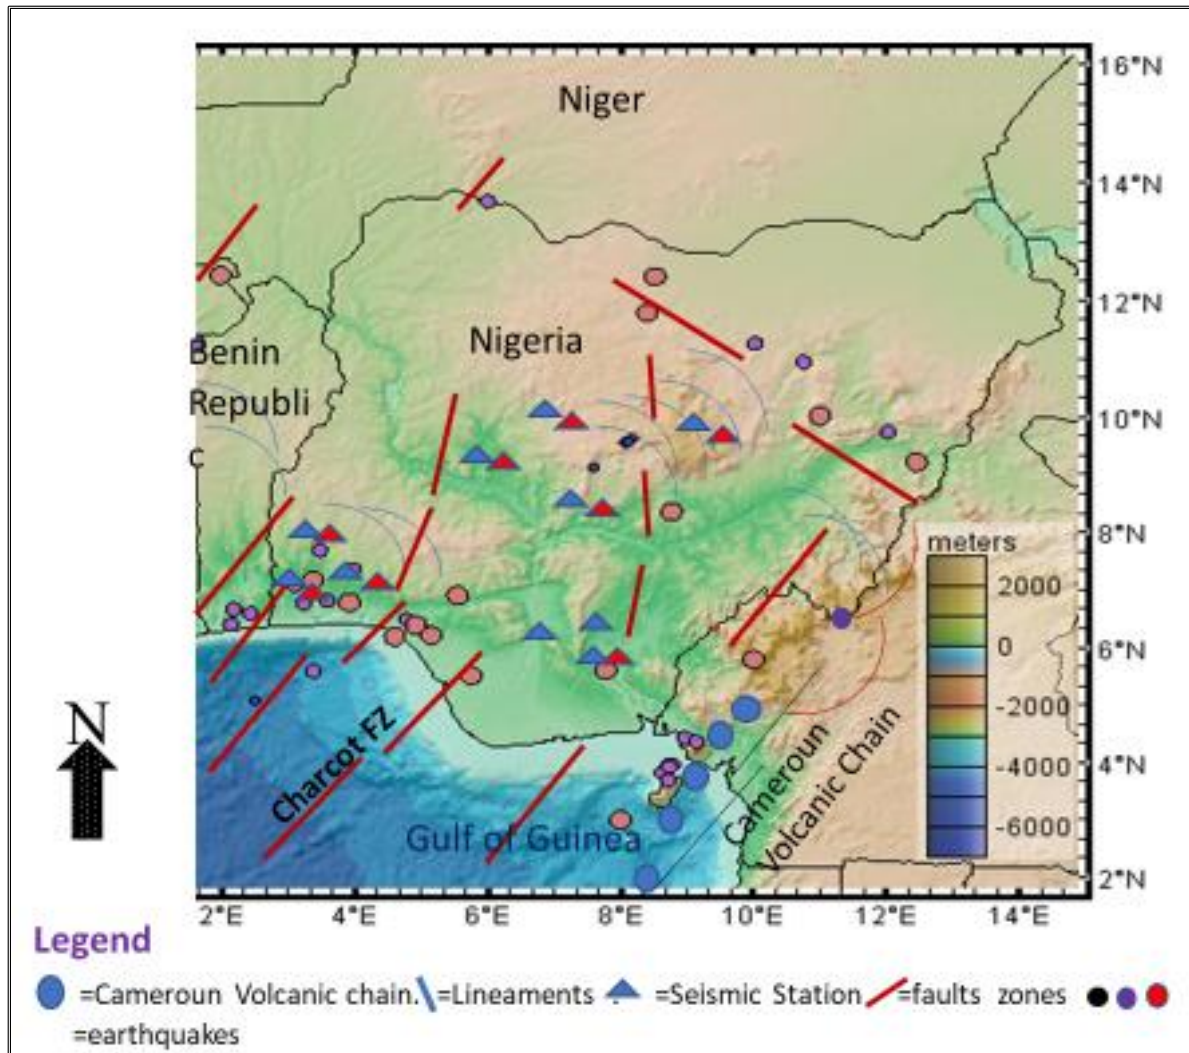 16°N
Niger
14°N
12°N
Nigeria
Benin
Republi
c
10°N
8°N
meters
2000
0
-2000
-4000
-6000
6°N
N
Charcot FZ
Cameroun
Volcanic Chain
4°N
Gulf of Guinea
2°N
2°E 4°E 6°E 8°E 10°E 12°E 14°E
Legend
=Cameroun Volcanic chain. =Lineaments =Seismic Station =faults zones
=earthquakes